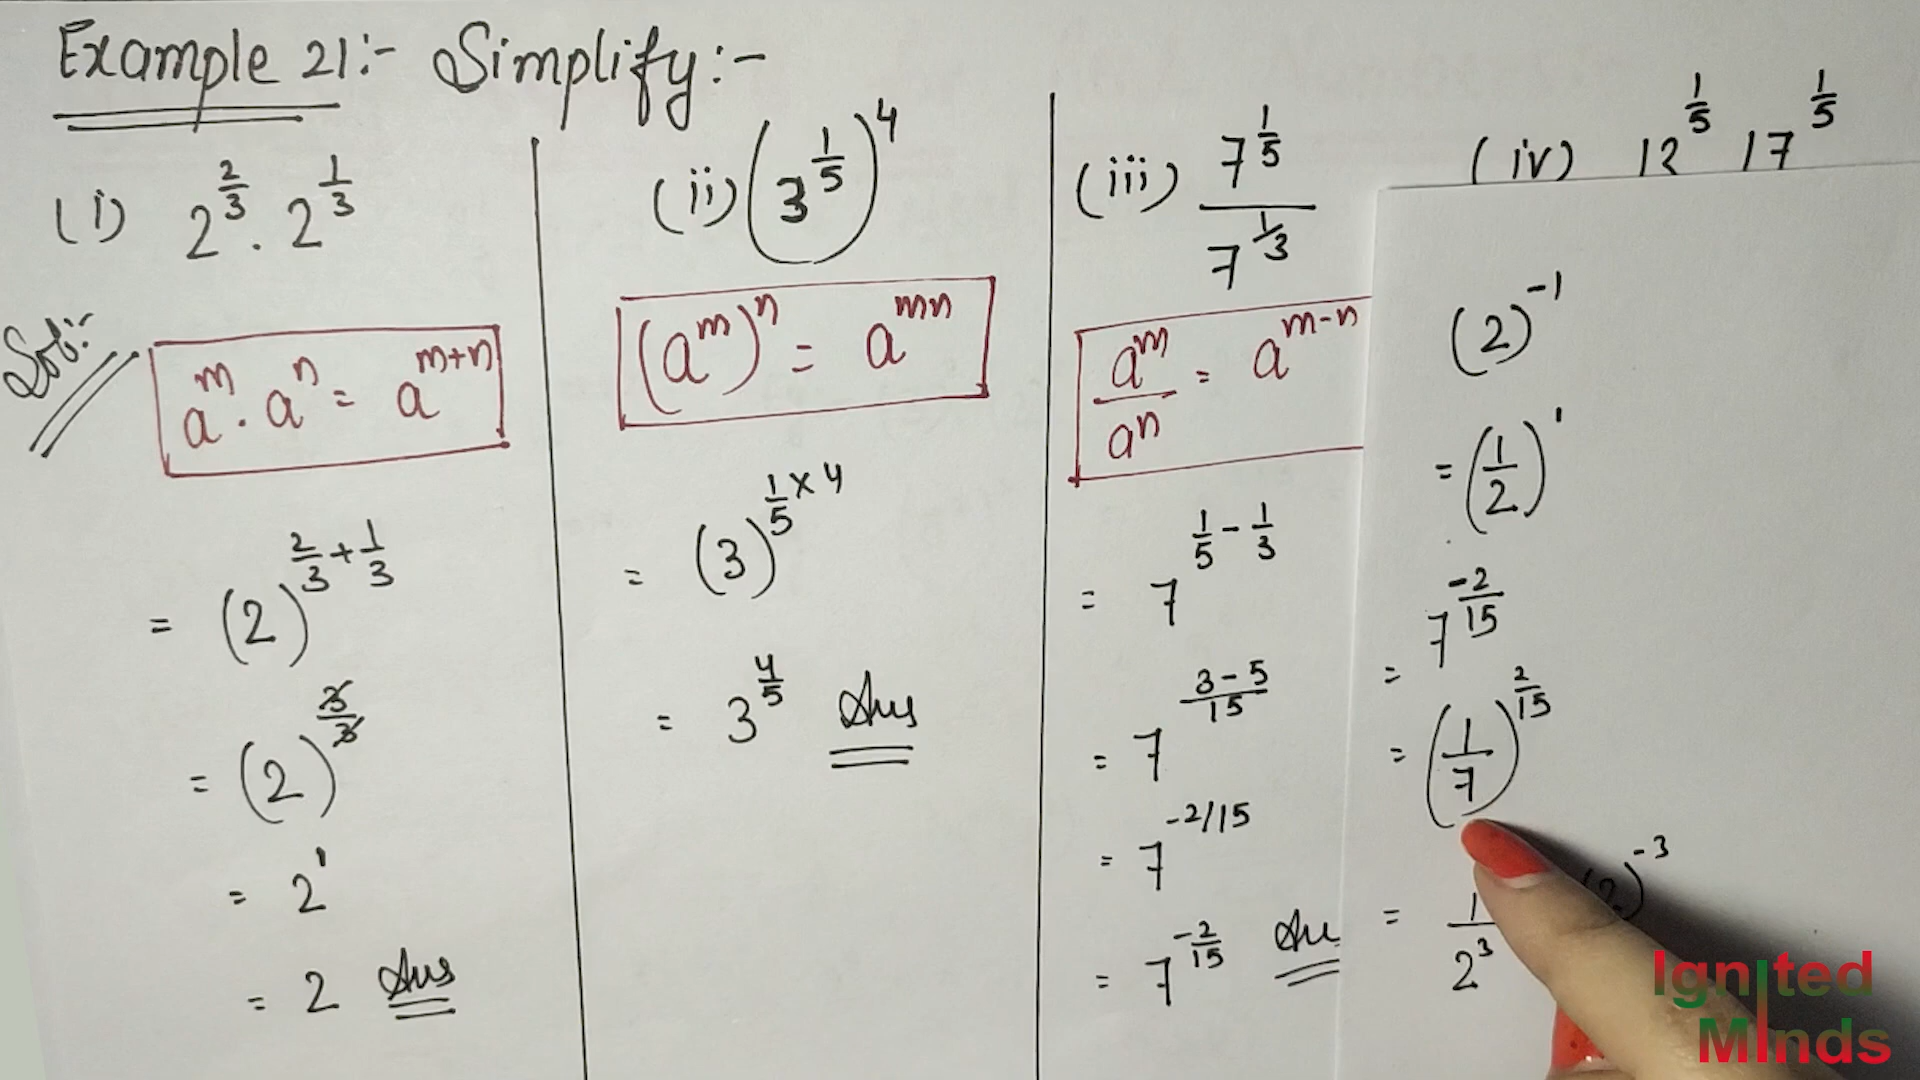 Example 21:- Simplify:-
(i) 2^(2/3) . 2^(1/3)
Sol:-
a^m . a^n = a^(m+n)
= (2)^(2/3 + 1/3)
= (2)^(3/3)
= 2^1
= 2 Ans
(ii) (3^(1/5))^4
(a^m)^n = a^(mn)
= (3)^(1/5 × 4)
= 3^(4/5) Ans
(iii) 7^(1/5) / 7^(1/3)
a^m / a^n = a^(m-n)
= 7^(1/5 - 1/3)
= 7^((3-5)/15)
= 7^(-2/15)
= 7^(-2/15) Ans
(iv) 12^(1/5) 17^(1/5)
(2)^(-1)
= (1/2)^1
7^(-2/15)
= (1/7)^(2/15)
= 1/2^3 (2)^(-3)
Ignited
Minds